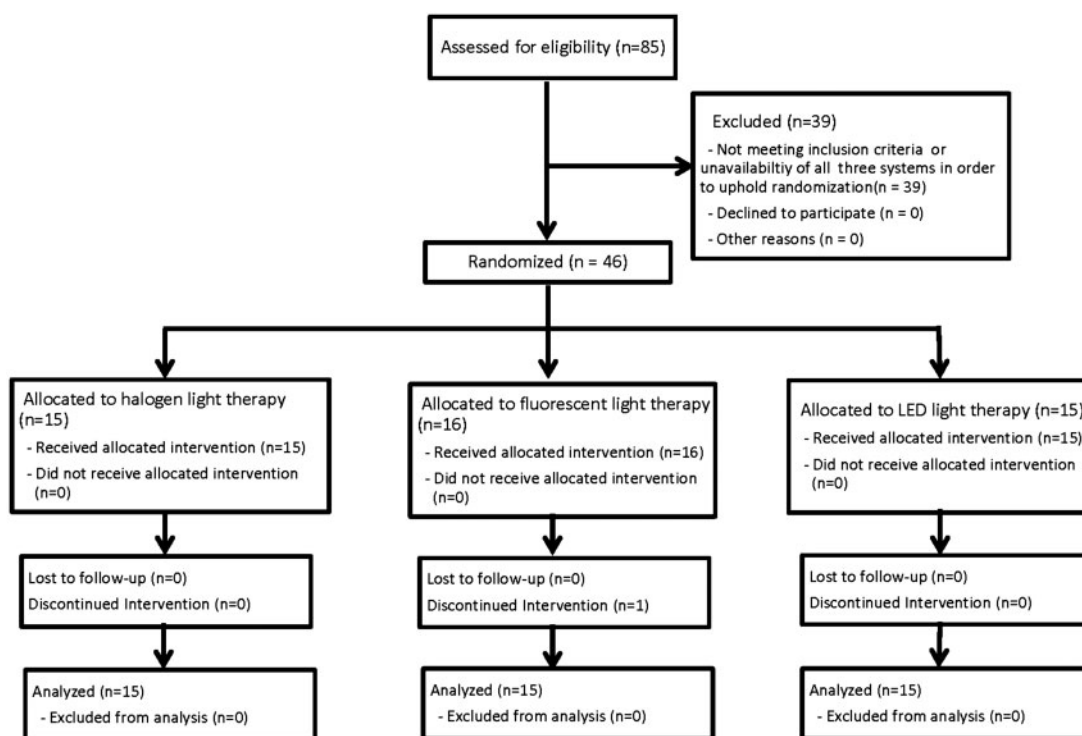 Assessed for eligibility (n=85)
Excluded (n=39)
- Not meeting inclusion criteria or
unavailabiltiy of all three systems in order
to uphold randomization(n = 39)
- Declined to participate (n = 0)
- Other reasons (n = 0)
Randomized (n = 46)
Allocated to halogen light therapy
(n=15)
- Received allocated intervention (n=15)
- Did not receive allocated intervention
(n=0)
Allocated to fluorescent light therapy
(n=16)
- Received allocated intervention (n=16)
- Did not receive allocated intervention
(n=0)
Allocated to LED light therapy (n=15)
- Received allocated intervention (n=15)
- Did not receive allocated intervention
(n=0)
Lost to follow-up (n=0)
Discontinued Intervention (n=0)
Lost to follow-up (n=0)
Discontinued Intervention (n=1)
Lost to follow-up (n=0)
Discontinued Intervention (n=0)
Analyzed (n=15)
- Excluded from analysis (n=0)
Analyzed (n=15)
- Excluded from analysis (n=0)
Analyzed (n=15)
- Excluded from analysis (n=0)